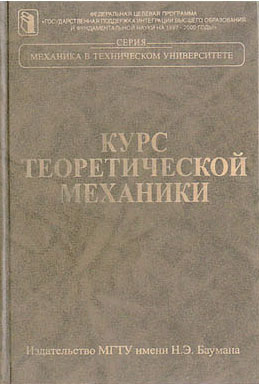 ФЕДЕРАЛЬНАЯ ЦЕЛЕВАЯ ПРОГРАММА
«ГОСУДАРСТВЕННАЯ ПОДДЕРЖКА ИНТЕГРАЦИИ ВЫСШЕГО ОБРАЗОВАНИЯ
И ФУНДАМЕНТАЛЬНОЙ НАУКИ НА 1997 - 2000 ГОДЫ»
СЕРИЯ
МЕХАНИКА В ТЕХНИЧЕСКОМ УНИВЕРСИТЕТЕ
КУРС
ТЕОРЕТИЧЕСКОЙ
МЕХАНИКИ
Издательство МГТУ имени Н.Э. Баумана